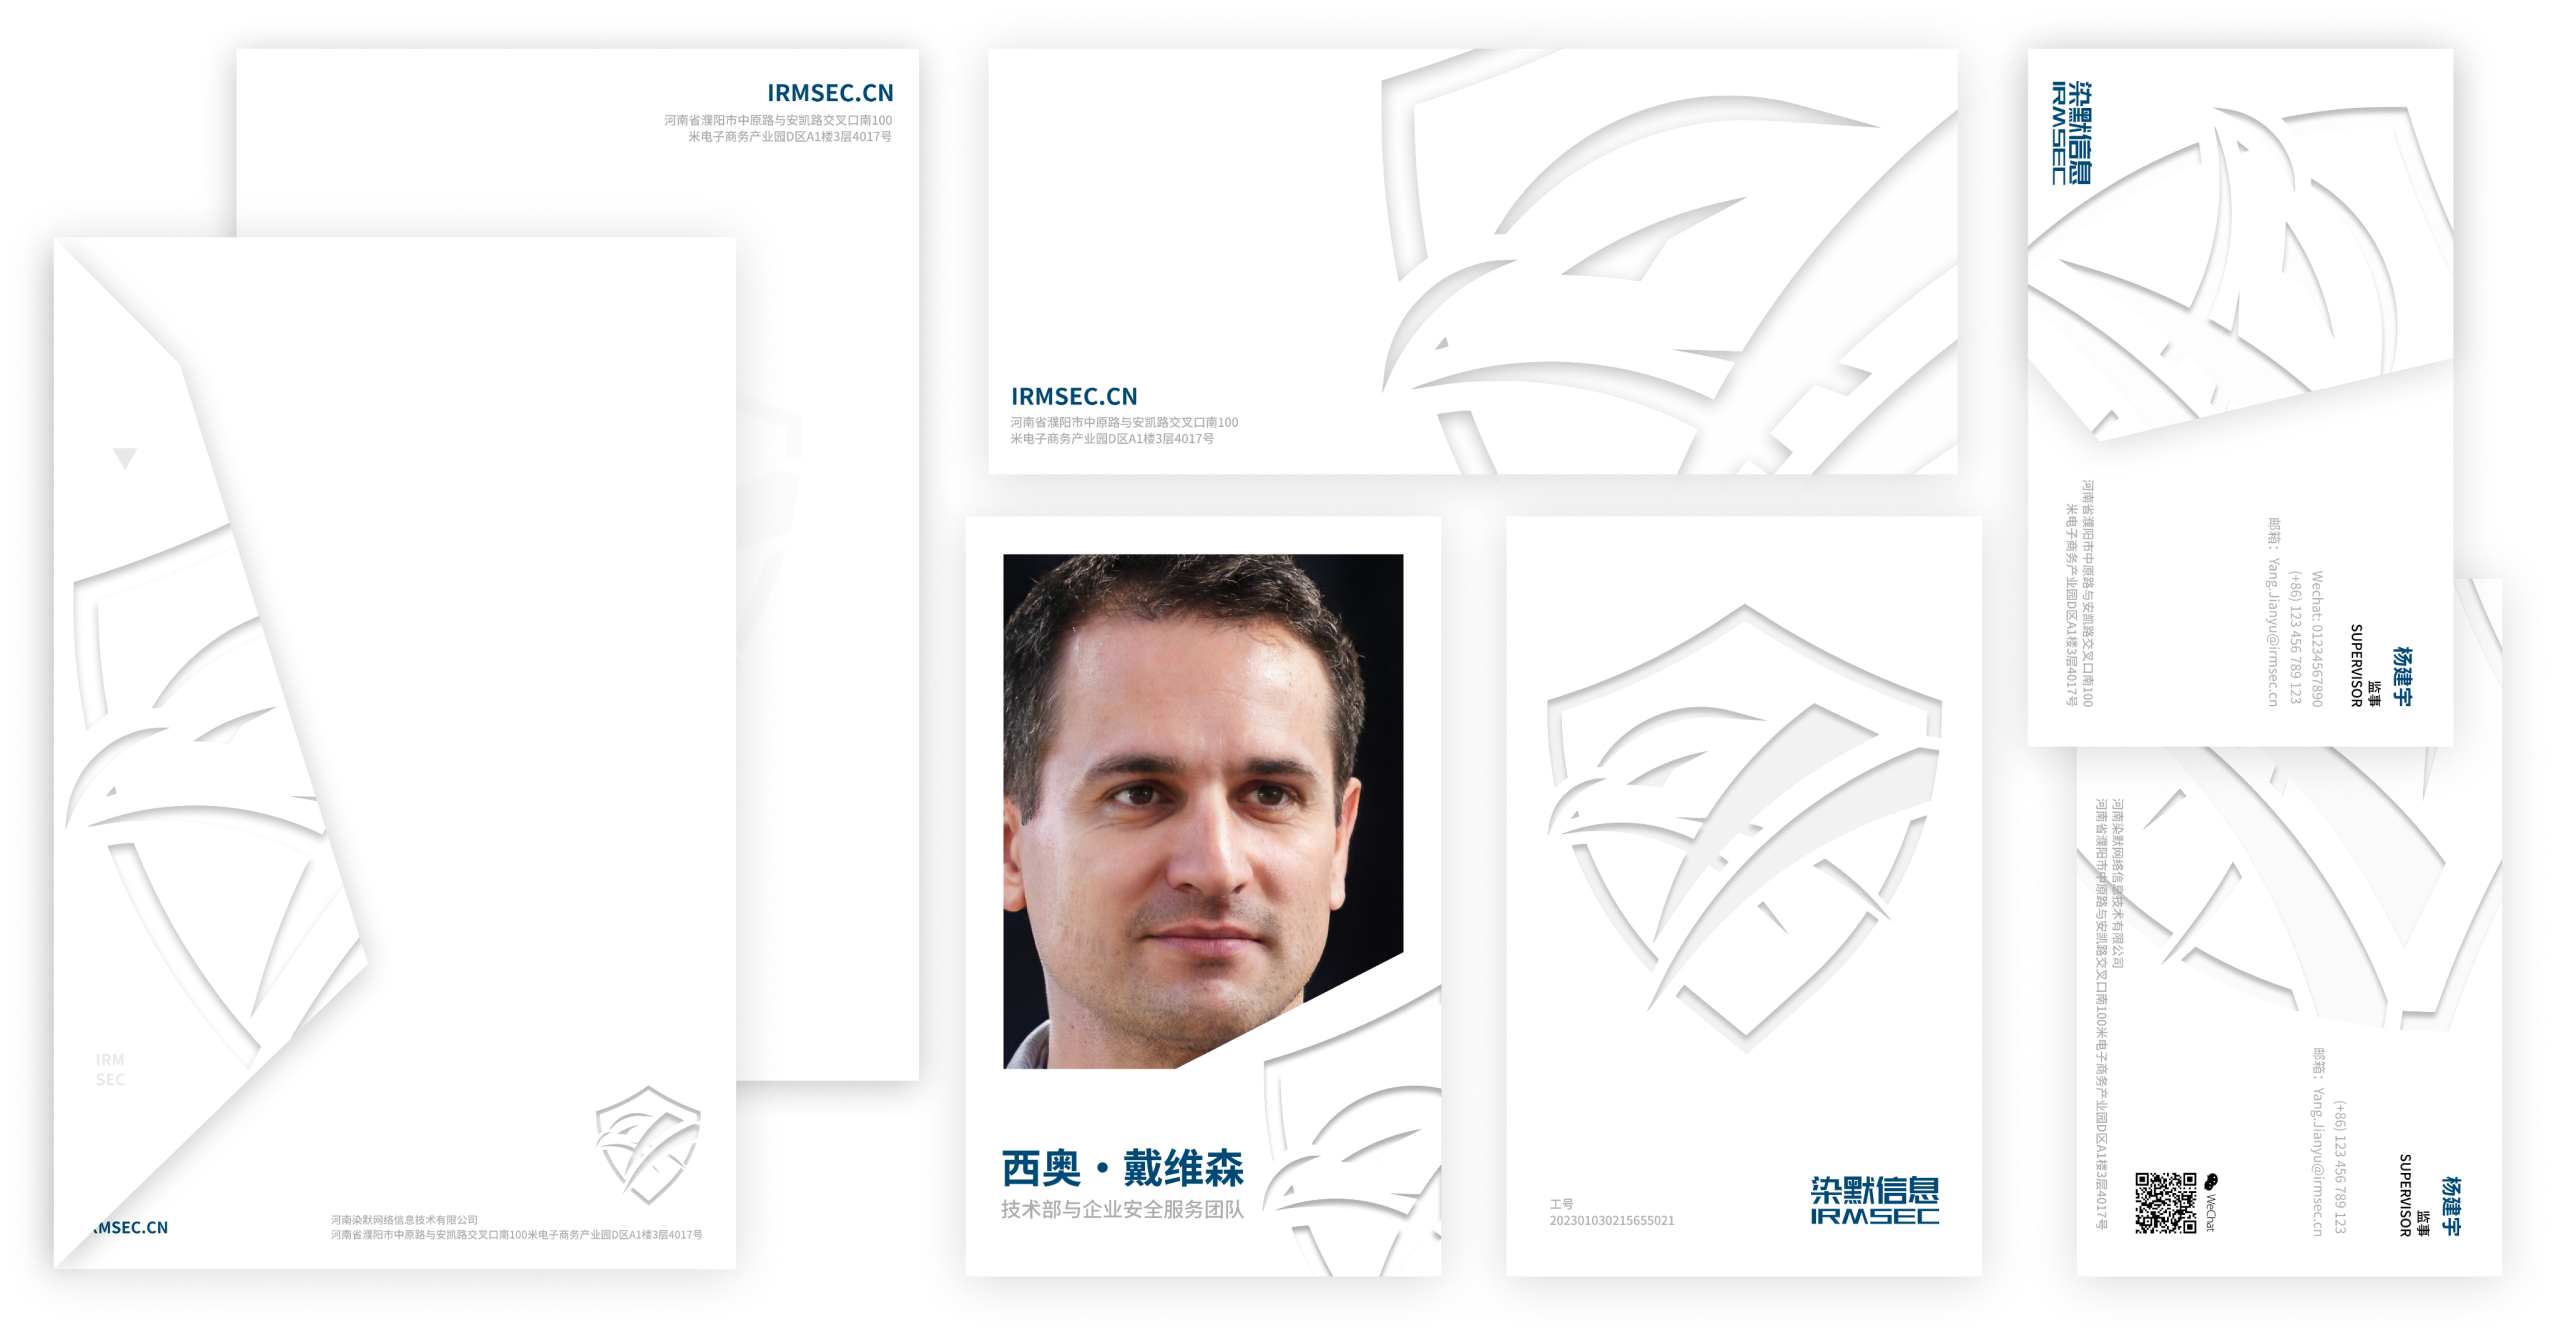 IRMSEC.CN
河南省濮阳市中原路与安凯路交叉口南100
米电子商务产业园D区A1楼3层4017号
IRM
SEC
MSEC.CN
河南染默网络信息技术有限公司
河南省濮阳市中原路与安凯路交叉口南100米电子商务产业园D区A1楼3层4017号
IRMSEC.CN
河南省濮阳市中原路与安凯路交叉口南100
米电子商务产业园D区A1楼3层4017号
西奥·戴维森
技术部与企业安全服务团队
工号
202301030215655021
染默信息
IRMSEC
染默信息
IRMSEC
杨建宇
监事
SUPERVISOR
Wechat: 01234567890
(+86) 123 456 789 123
邮箱：Yang.Jianyu@irmsec.cn
河南省濮阳市中原路与安凯路交叉口南100
米电子商务产业园D区A1楼3层4017号
杨建宇
监事
SUPERVISOR
(+86) 123 456 789 123
邮箱：Yang.Jianyu@irmsec.cn
WeChat
河南染默网络信息技术有限公司
河南省濮阳市中原路与安凯路交叉口南100米电子商务产业园D区A1楼3层4017号